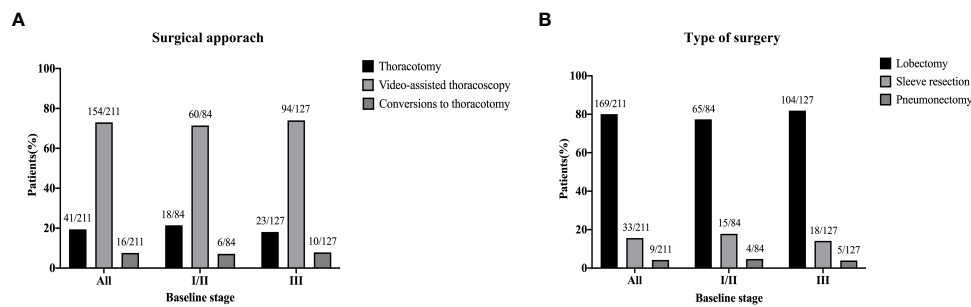 A
Surgical apporach
Thoracotomy
Video-assisted thoracoscopy
Conversions to thoracotomy
Patients(%)
100
80
60
40
20
0
154/211
60/84
94/127
41/211
18/84
23/127
16/211
6/84
10/127
All
I/II
III
Baseline stage
B
Type of surgery
Lobectomy
Sleeve resection
Pneumonectomy
Patients(%)
100
80
60
40
20
0
169/211
65/84
104/127
33/211
15/84
18/127
9/211
4/84
5/127
All
I/II
III
Baseline stage